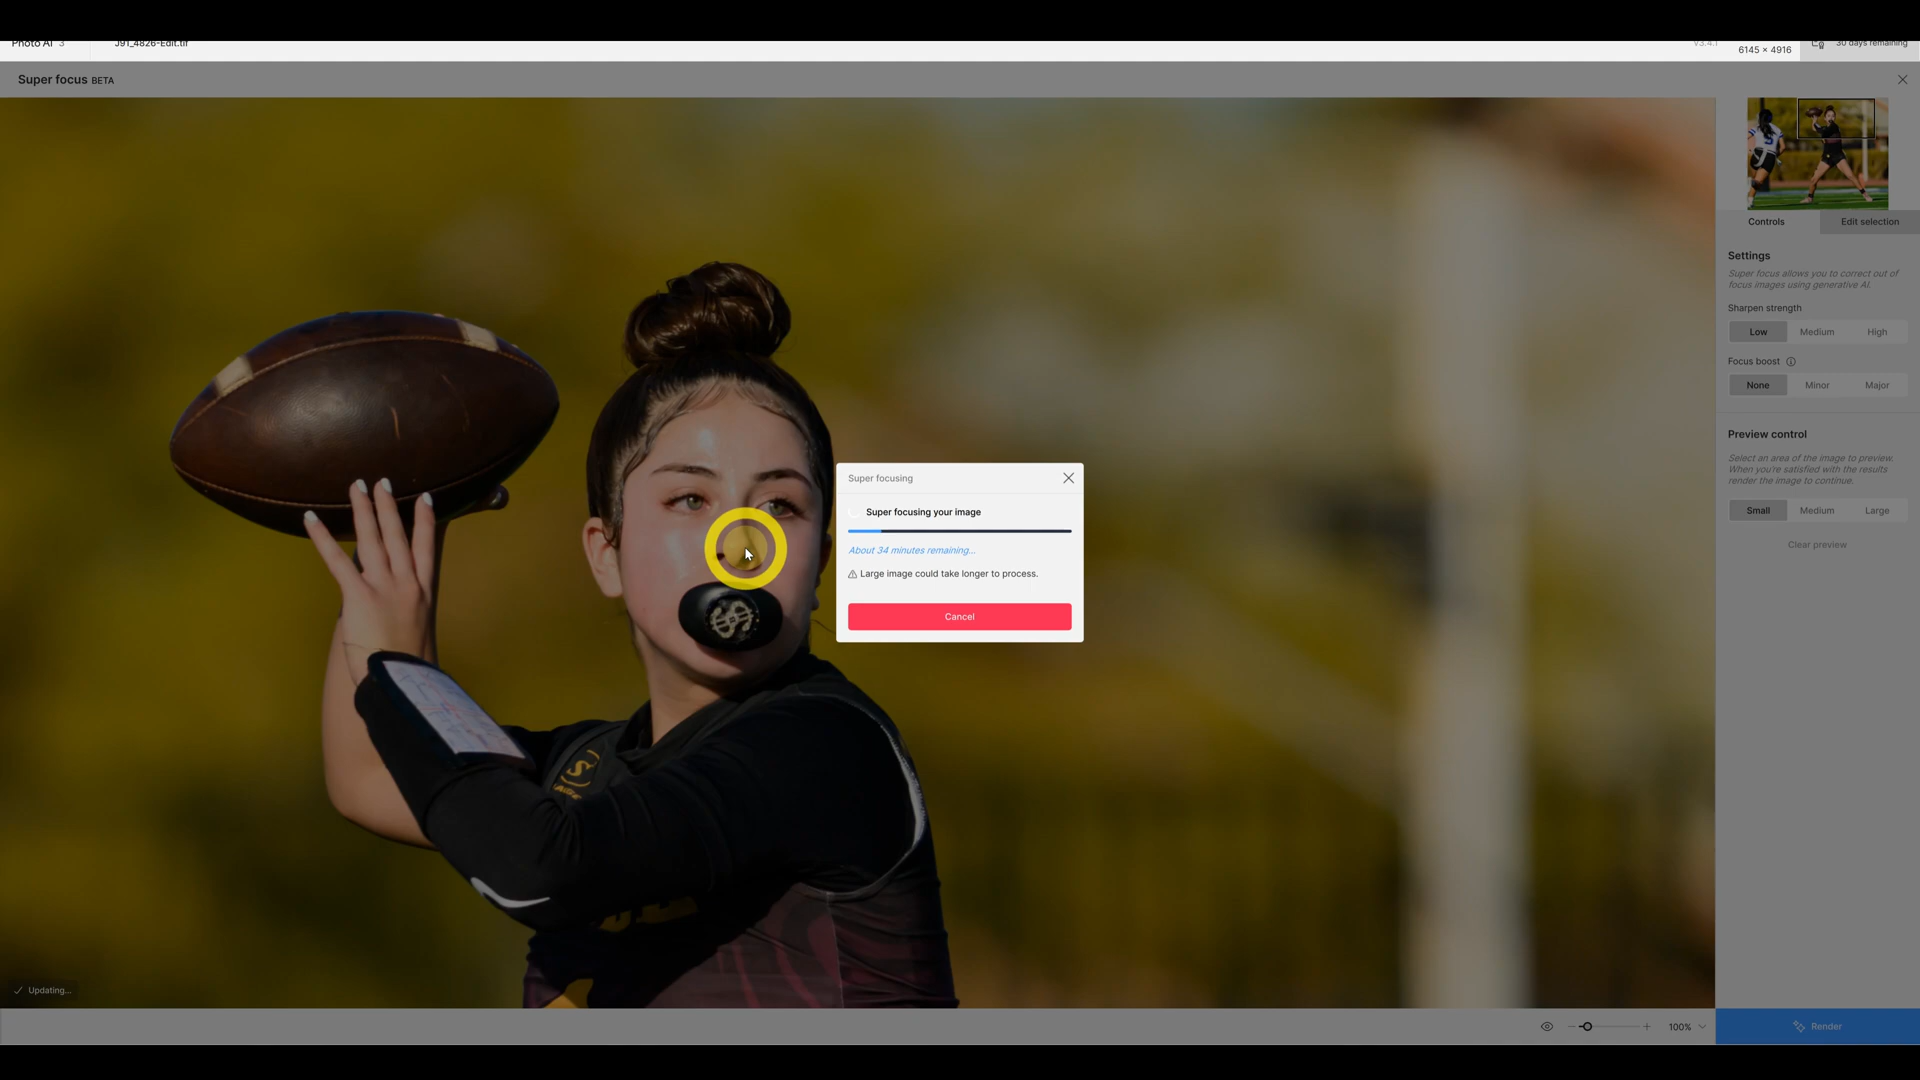 Photo AI 3
J91_4826-Edit.tif
v3.4.1
6145 × 4916
30 days remaining
Super focus BETA
Controls
Edit selection
Settings
Super focus allows you to correct out of
focus images using generative AI.
Sharpen strength
Low Medium High
Focus boost
None Minor Major
Preview control
Select an area of the image to preview.
When you're satisfied with the results
render the image to continue.
Small Medium Large
Clear preview
Super focusing
Super focusing your image
About 34 minutes remaining...
Large image could take longer to process.
Cancel
$
S
Updating...
100%
Render